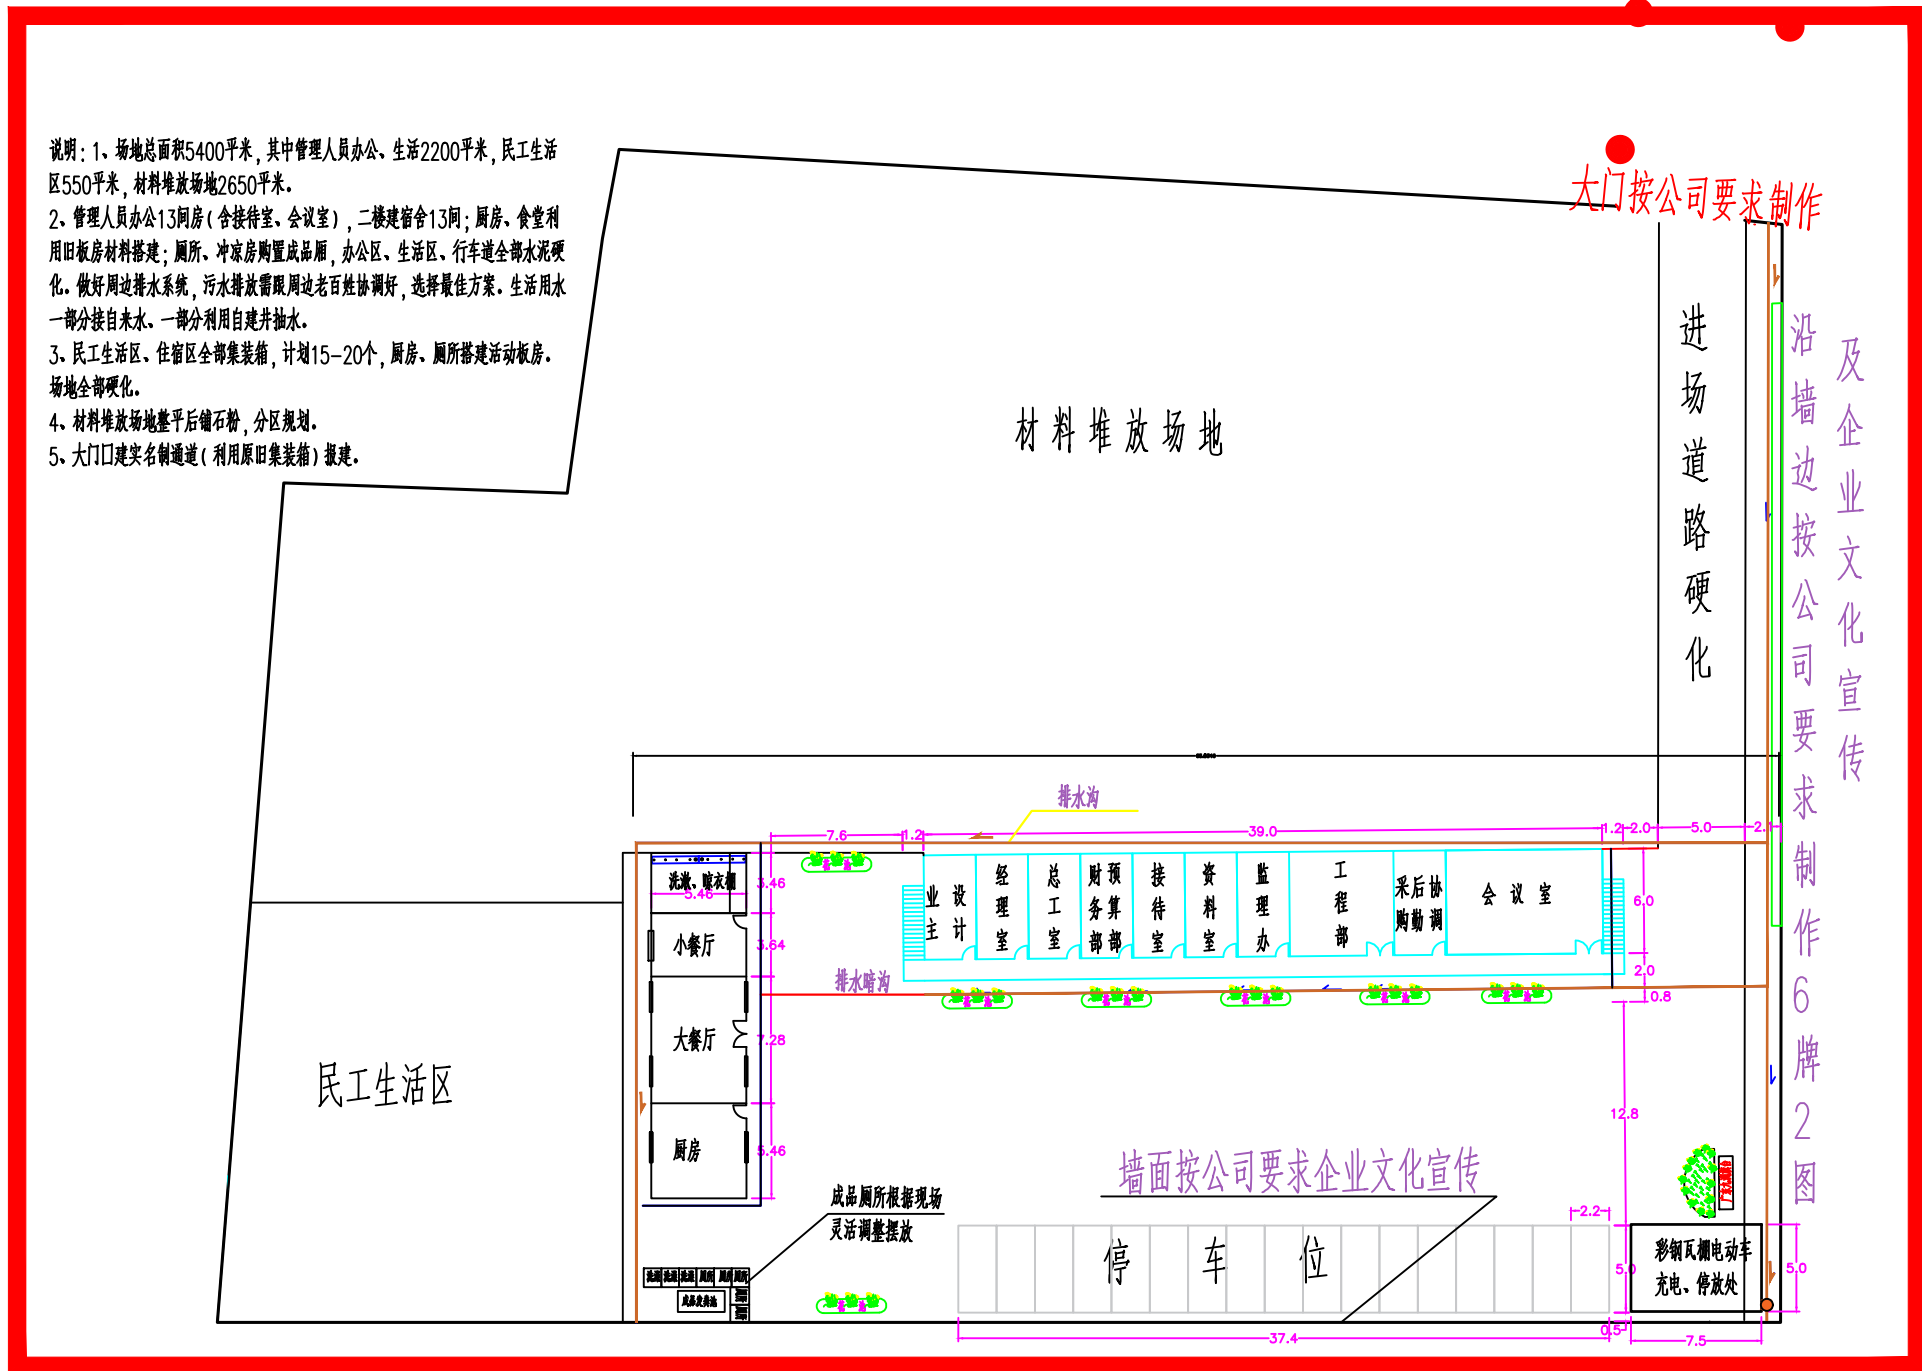 说明：1、场地总面积5400平米，其中管理人员办公、生活2200平米，民工生活
区550平米，材料堆放场地2650平米。
2、管理人员办公13间房（含接待室、会议室），二楼建宿舍13间；厨房、食堂利
用旧板房材料搭建；厕所、冲凉房购置成品厢，办公区、生活区、行车道全部水泥硬
化。做好周边排水系统，污水排放需跟周边老百姓协调好，选择最佳方案。生活用水
一部分接自来水、一部分利用自建井抽水。
3、民工生活区、住宿区全部集装箱，计划15-20个，厨房、厕所搭建活动板房。
场地全部硬化。
4、材料堆放场地整平后铺石粉，分区规划。
5、大门口建实名制通道（利用原旧集装箱）报建。
大门按公司要求制作
材料堆放场地
进场道路硬化
沿墙边按公司要求制作6牌2图
及企业文化宣传
排水沟
7.6
1.2
39.0
1.2
2.0
5.0
2.1
洗漱、晾衣棚
5.46
3.46
小餐厅
3.64
大餐厅
7.28
厨房
5.46
业主
设计
经理室
总工室
财务部
预算部
接待室
资料室
监理办
工程部
采购
后勤
协调
会议室
6.0
2.0
0.8
排水暗沟
民工生活区
12.8
墙面按公司要求企业文化宣传
成品厕所根据现场
灵活调整摆放
2.2
停车位
5.0
彩钢瓦棚电动车
充电、停放处
5.0
37.4
0.5
7.5